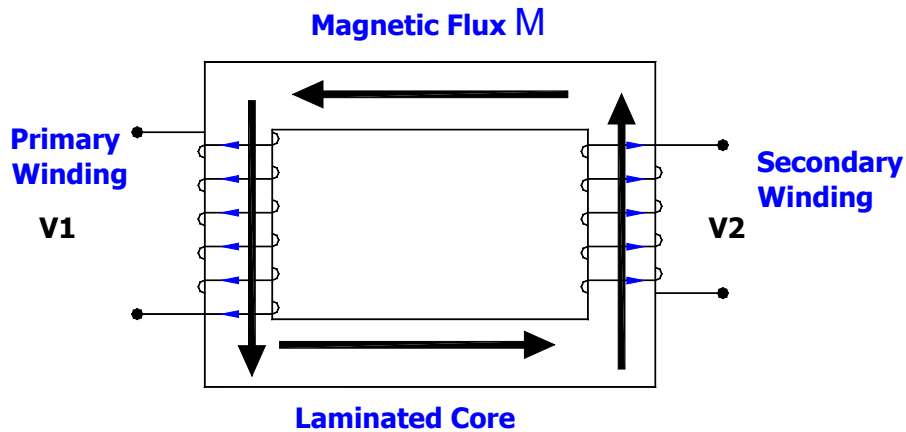 Magnetic Flux M
Primary
Winding
V1
Secondary
Winding
V2
Laminated Core